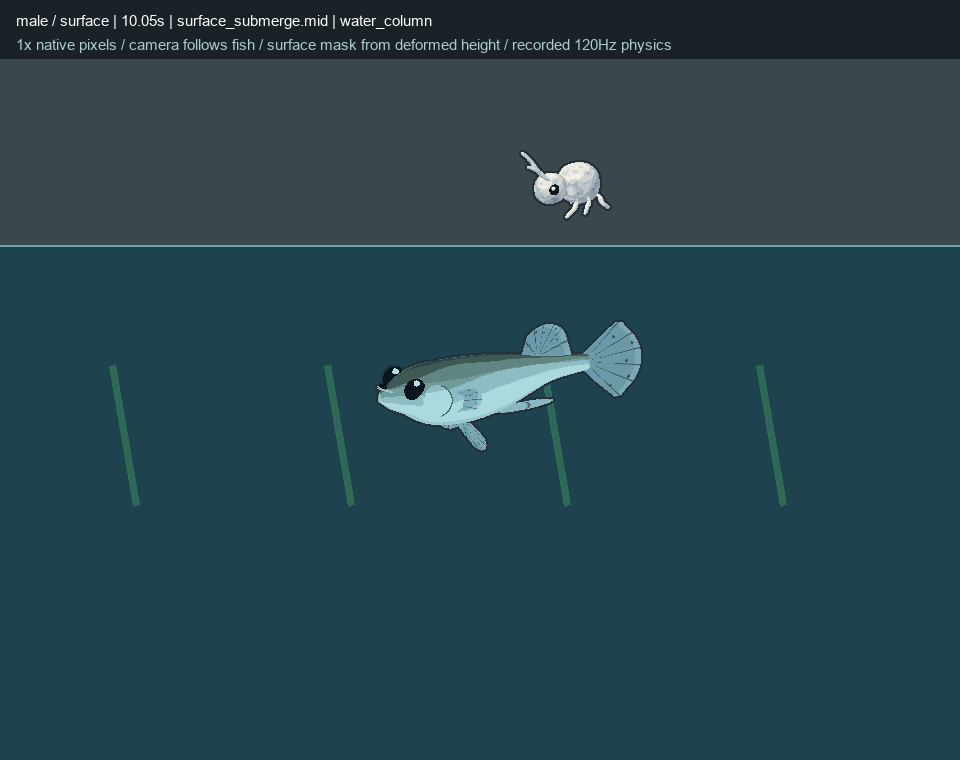 male / surface | 10.05s | surface_submerge.mid | water_column
1x native pixels / camera follows fish / surface mask from deformed height / recorded 120Hz physics